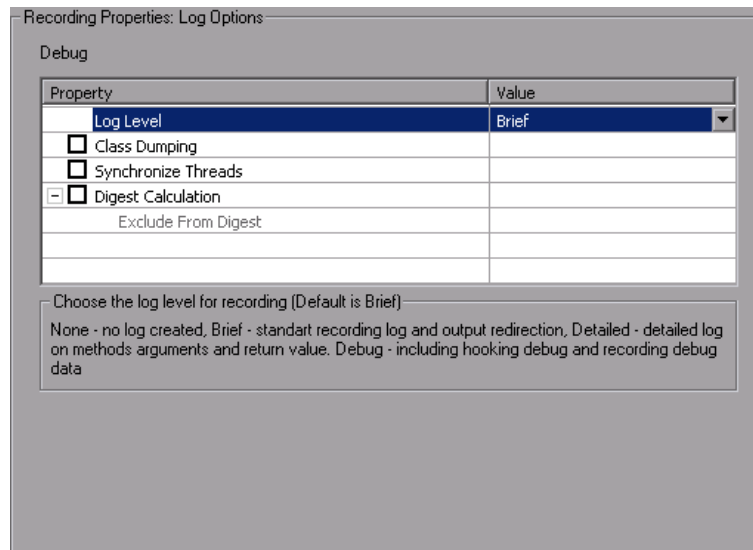 Recording Properties: Log Options
Debug
Property Value
Log Level Brief
Class Dumping
Synchronize Threads
Digest Calculation
Exclude From Digest
Choose the log level for recording (Default is Brief)
None - no log created, Brief - standart recording log and output redirection, Detailed - detailed log
on methods arguments and return value. Debug - including hooking debug and recording debug
data